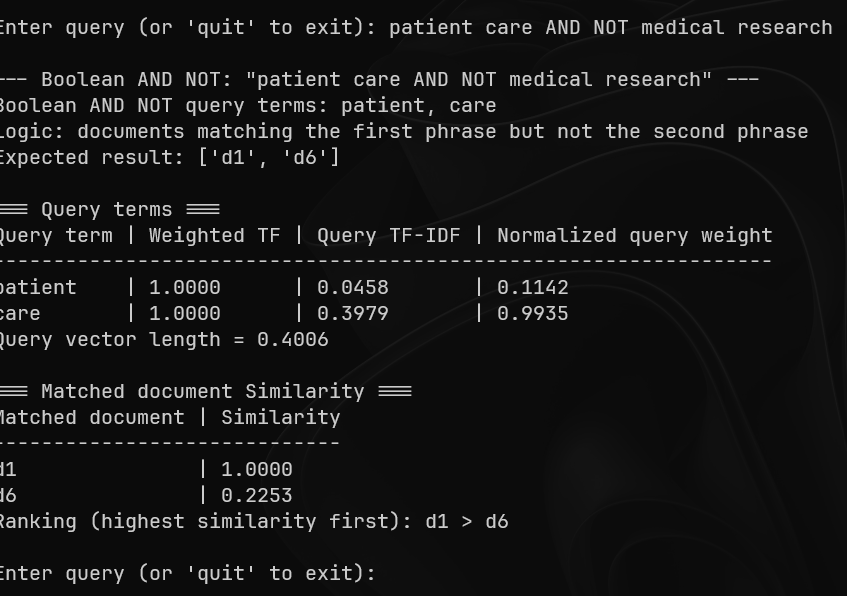 Enter query (or 'quit' to exit): patient care AND NOT medical research
--- Boolean AND NOT: "patient care AND NOT medical research" ---
Boolean AND NOT query terms: patient, care
Logic: documents matching the first phrase but not the second phrase
Expected result: ['d1', 'd6']
=== Query terms ===
Query term | Weighted TF | Query TF-IDF | Normalized query weight
-----------------------------------------------------------------
patient | 1.0000 | 0.0458 | 0.1142
care | 1.0000 | 0.3979 | 0.9935
Query vector length = 0.4006
=== Matched document Similarity ===
Matched document | Similarity
-----------------------------
d1 | 1.0000
d6 | 0.2253
Ranking (highest similarity first): d1 > d6
Enter query (or 'quit' to exit):